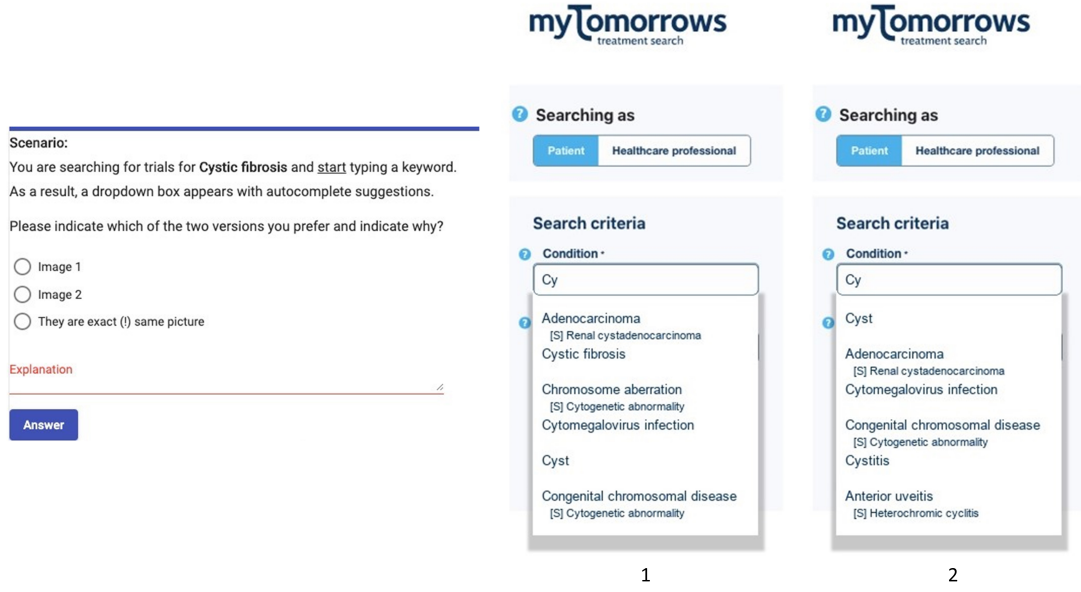 Scenario:
You are searching for trials for Cystic fibrosis and start typing a keyword.
As a result, a dropdown box appears with autocomplete suggestions.
Please indicate which of the two versions you prefer and indicate why?
Image 1
Image 2
They are exact (!) same picture
Explanation
Answer
myTomorrows
treatment search
? Searching as
Patient Healthcare professional
Search criteria
? Condition *
Cy
?
Adenocarcinoma
[S] Renal cystadenocarcinoma
Cystic fibrosis
Chromosome aberration
[S] Cytogenetic abnormality
Cytomegalovirus infection
Cyst
Congenital chromosomal disease
[S] Cytogenetic abnormality
1
myTomorrows
treatment search
? Searching as
Patient Healthcare professional
Search criteria
? Condition *
Cy
?
Cyst
Adenocarcinoma
[S] Renal cystadenocarcinoma
Cytomegalovirus infection
Congenital chromosomal disease
[S] Cytogenetic abnormality
Cystitis
Anterior uveitis
[S] Heterochromic cyclitis
2